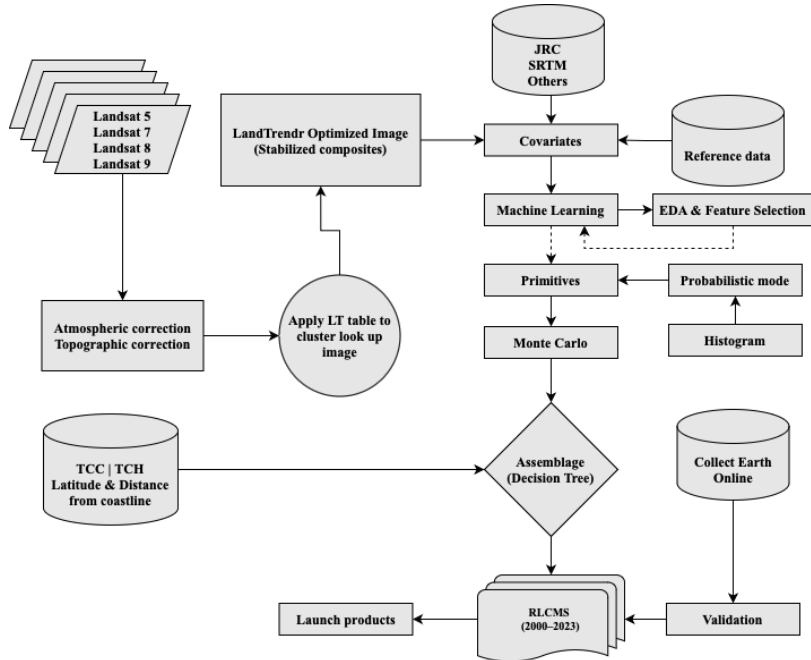 JRC
SRTM
Others
Landsat 5
Landsat 7
Landsat 8
Landsat 9
LandTrendr Optimized Image
(Stabilized composites)
Covariates
Reference data
Machine Learning
EDA & Feature Selection
Primitives
Probabilistic mode
Atmospheric correction
Topographic correction
Apply LT table to
cluster look up
image
Monte Carlo
Histogram
TCC | TCH
Latitude & Distance
from coastline
Assemblage
(Decision Tree)
Collect Earth
Online
Launch products
RLCMS
(2000–2023)
Validation